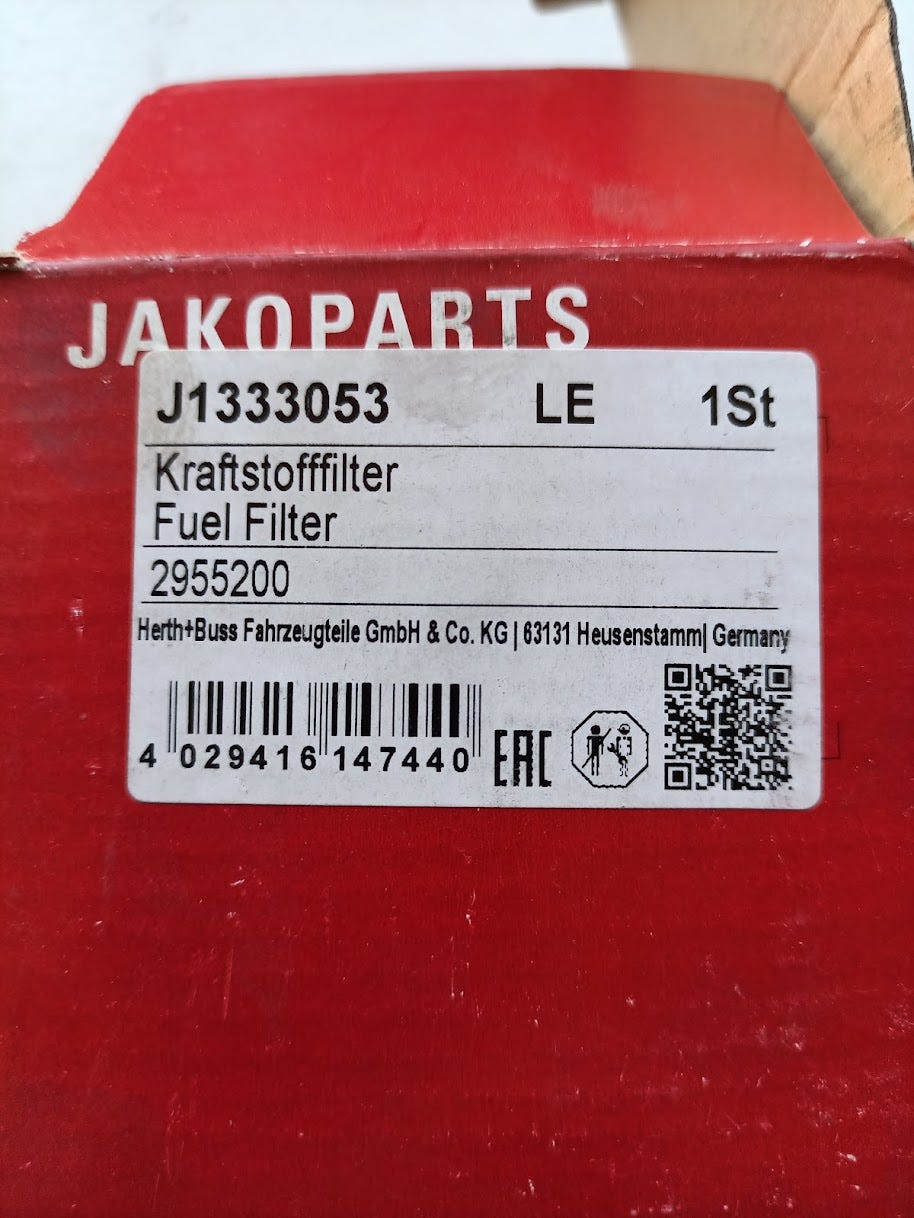 JAKOPARTS
J1333053 LE 1St
Kraftstofffilter
Fuel Filter
2955200
Herth+Buss Fahrzeugteile GmbH & Co. KG | 63131 Heusenstamm| Germany
4 029416 147440
EAC